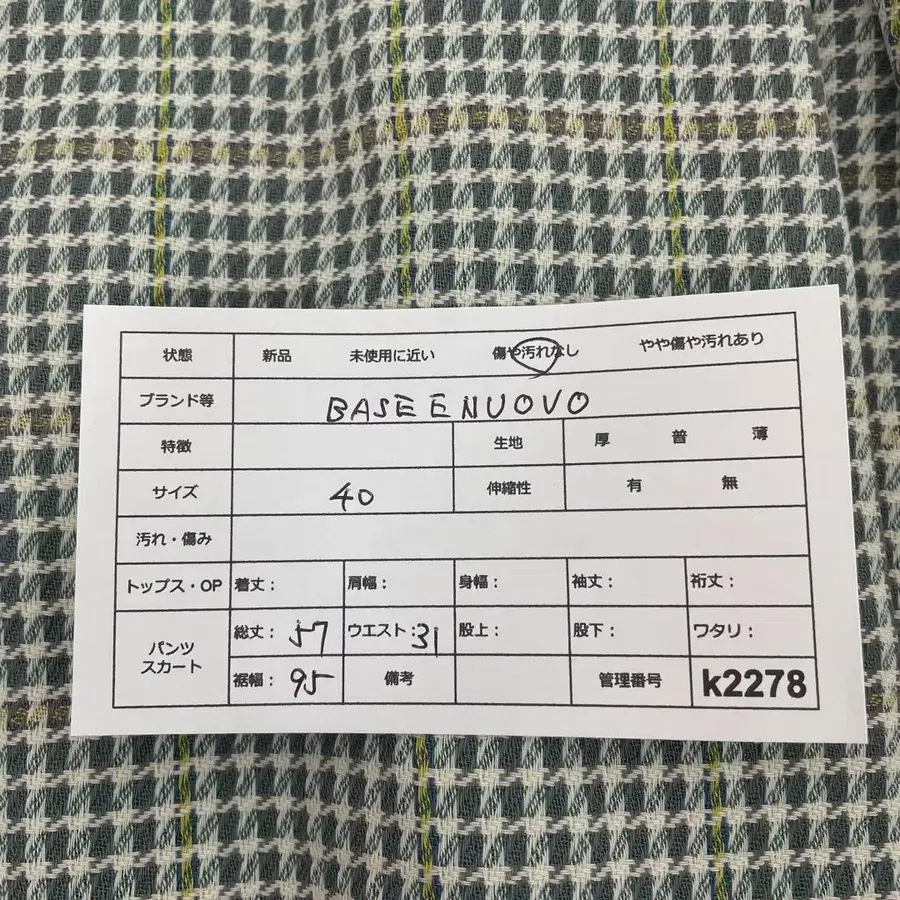 状態 新品 未使用に近い 傷や汚れなし やや傷や汚れあり
ブランド等 BASE E NUOVO
特徴 生地 厚 普 薄
サイズ 40 伸縮性 有 無
汚れ・傷み
トップス・OP 着丈： 肩幅： 身幅： 袖丈： 裄丈：
パンツ
スカート
総丈： 57 ウエスト： 31 股上： 股下： ワタリ：
裾幅： 95 備考 管理番号 k2278